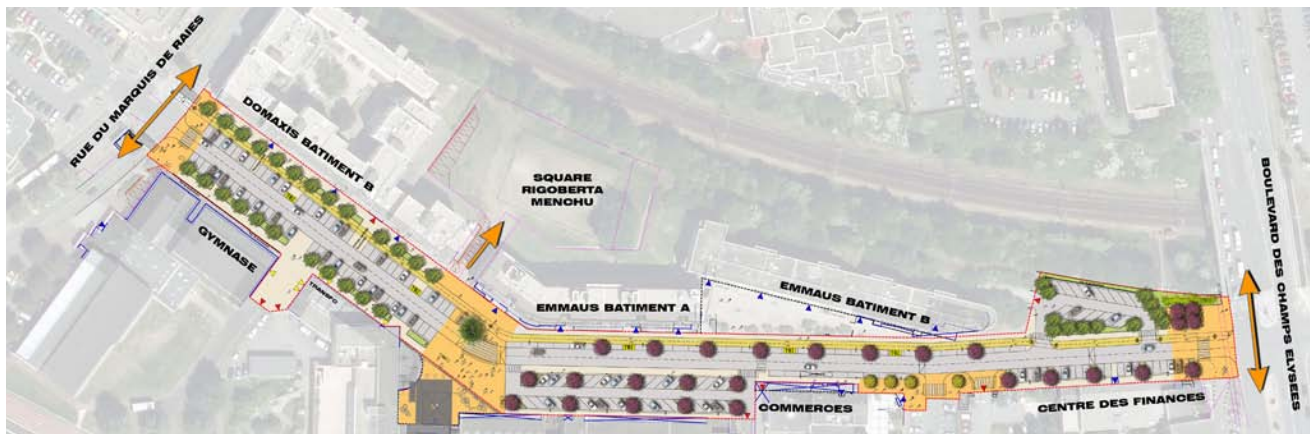 RUE DU MARQUIS DE RAIES
DOMAXIS BATIMENT B
SQUARE
RIGOBERTA
MENCHU
GYMNASE
TRANSFO
EMMAUS BATIMENT A
EMMAUS BATIMENT B
COMMERCES
CENTRE DES FINANCES
BOULEVARD DES CHAMPS ELYSEES